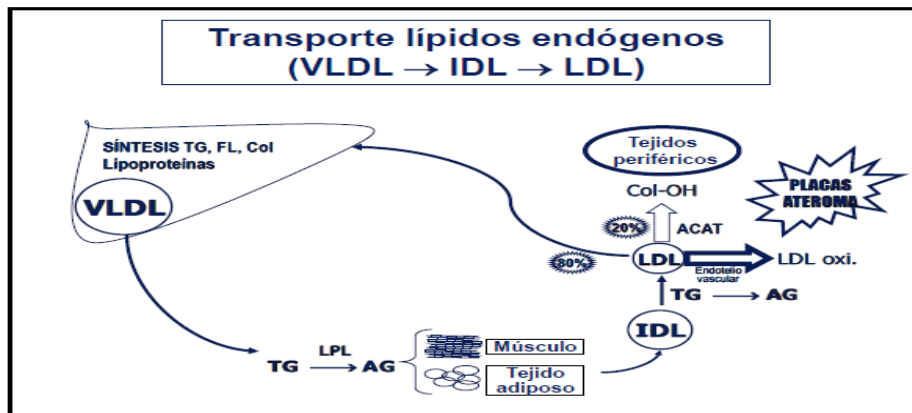 Transporte lípidos endógenos
(VLDL → IDL → LDL)
SÍNTESIS TG, FL, Col
Lipoproteínas
VLDL
Tejidos
periféricos
Col-OH
PLACAS
ATEROMA
20%
ACAT
80%
LDL
Endotelio
vascular
LDL oxi.
TG → AG
IDL
LPL
TG → AG
Músculo
Tejido
adiposo